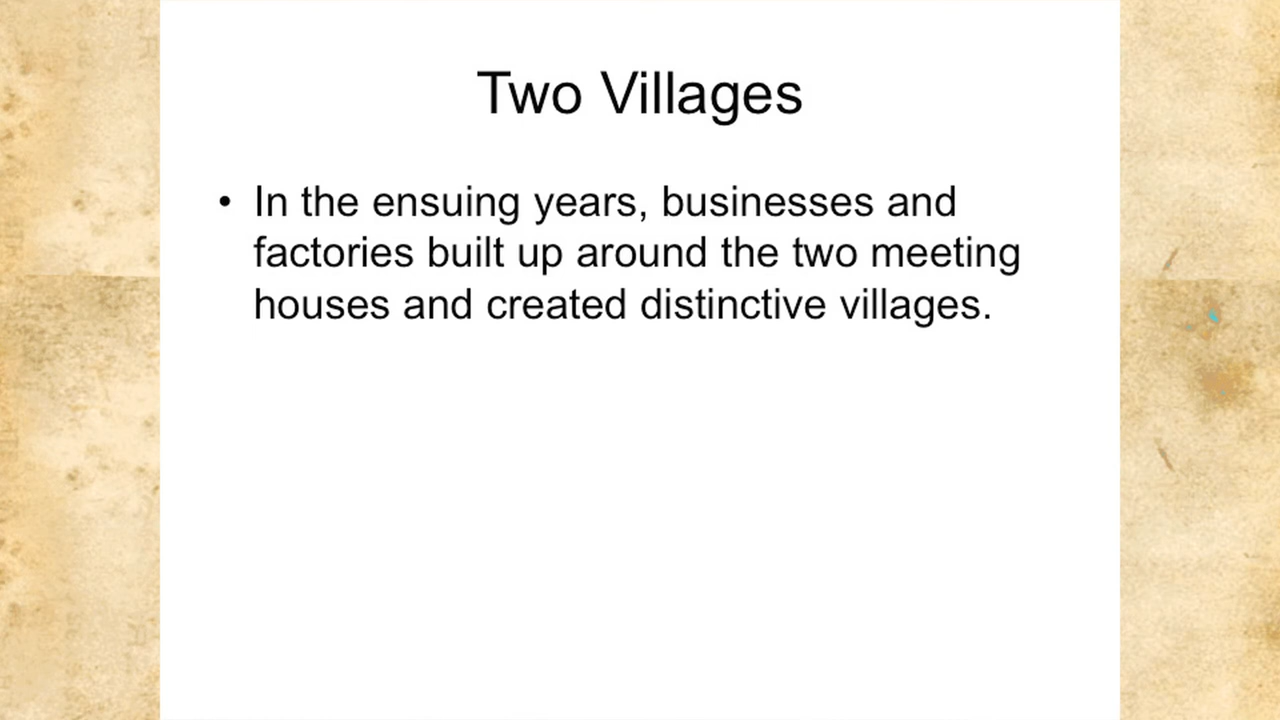 Two Villages
• In the ensuing years, businesses and
factories built up around the two meeting
houses and created distinctive villages.